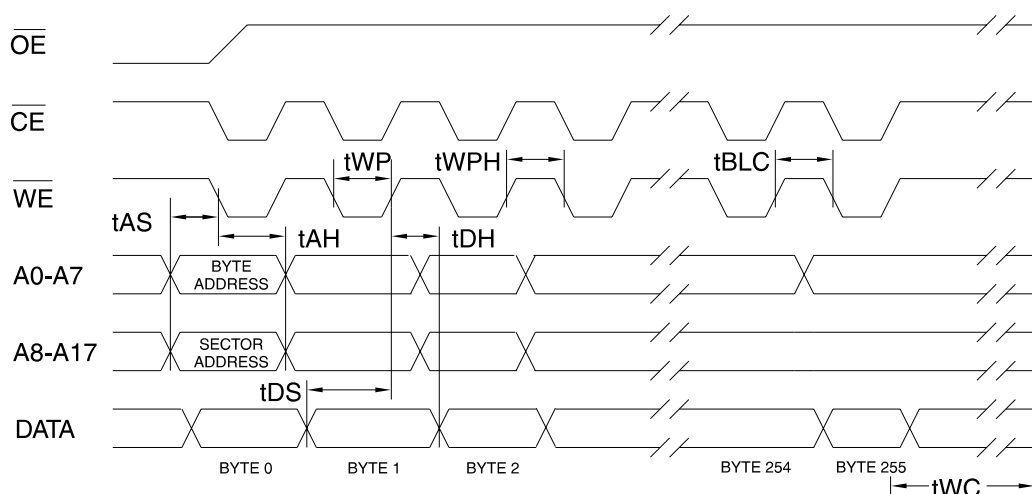 OE
CE
tWP tWPH tBLC
WE
tAS tAH tDH
A0-A7 BYTE ADDRESS
A8-A17 SECTOR ADDRESS
tDS
DATA
BYTE 0 BYTE 1 BYTE 2 BYTE 254 BYTE 255
tWC